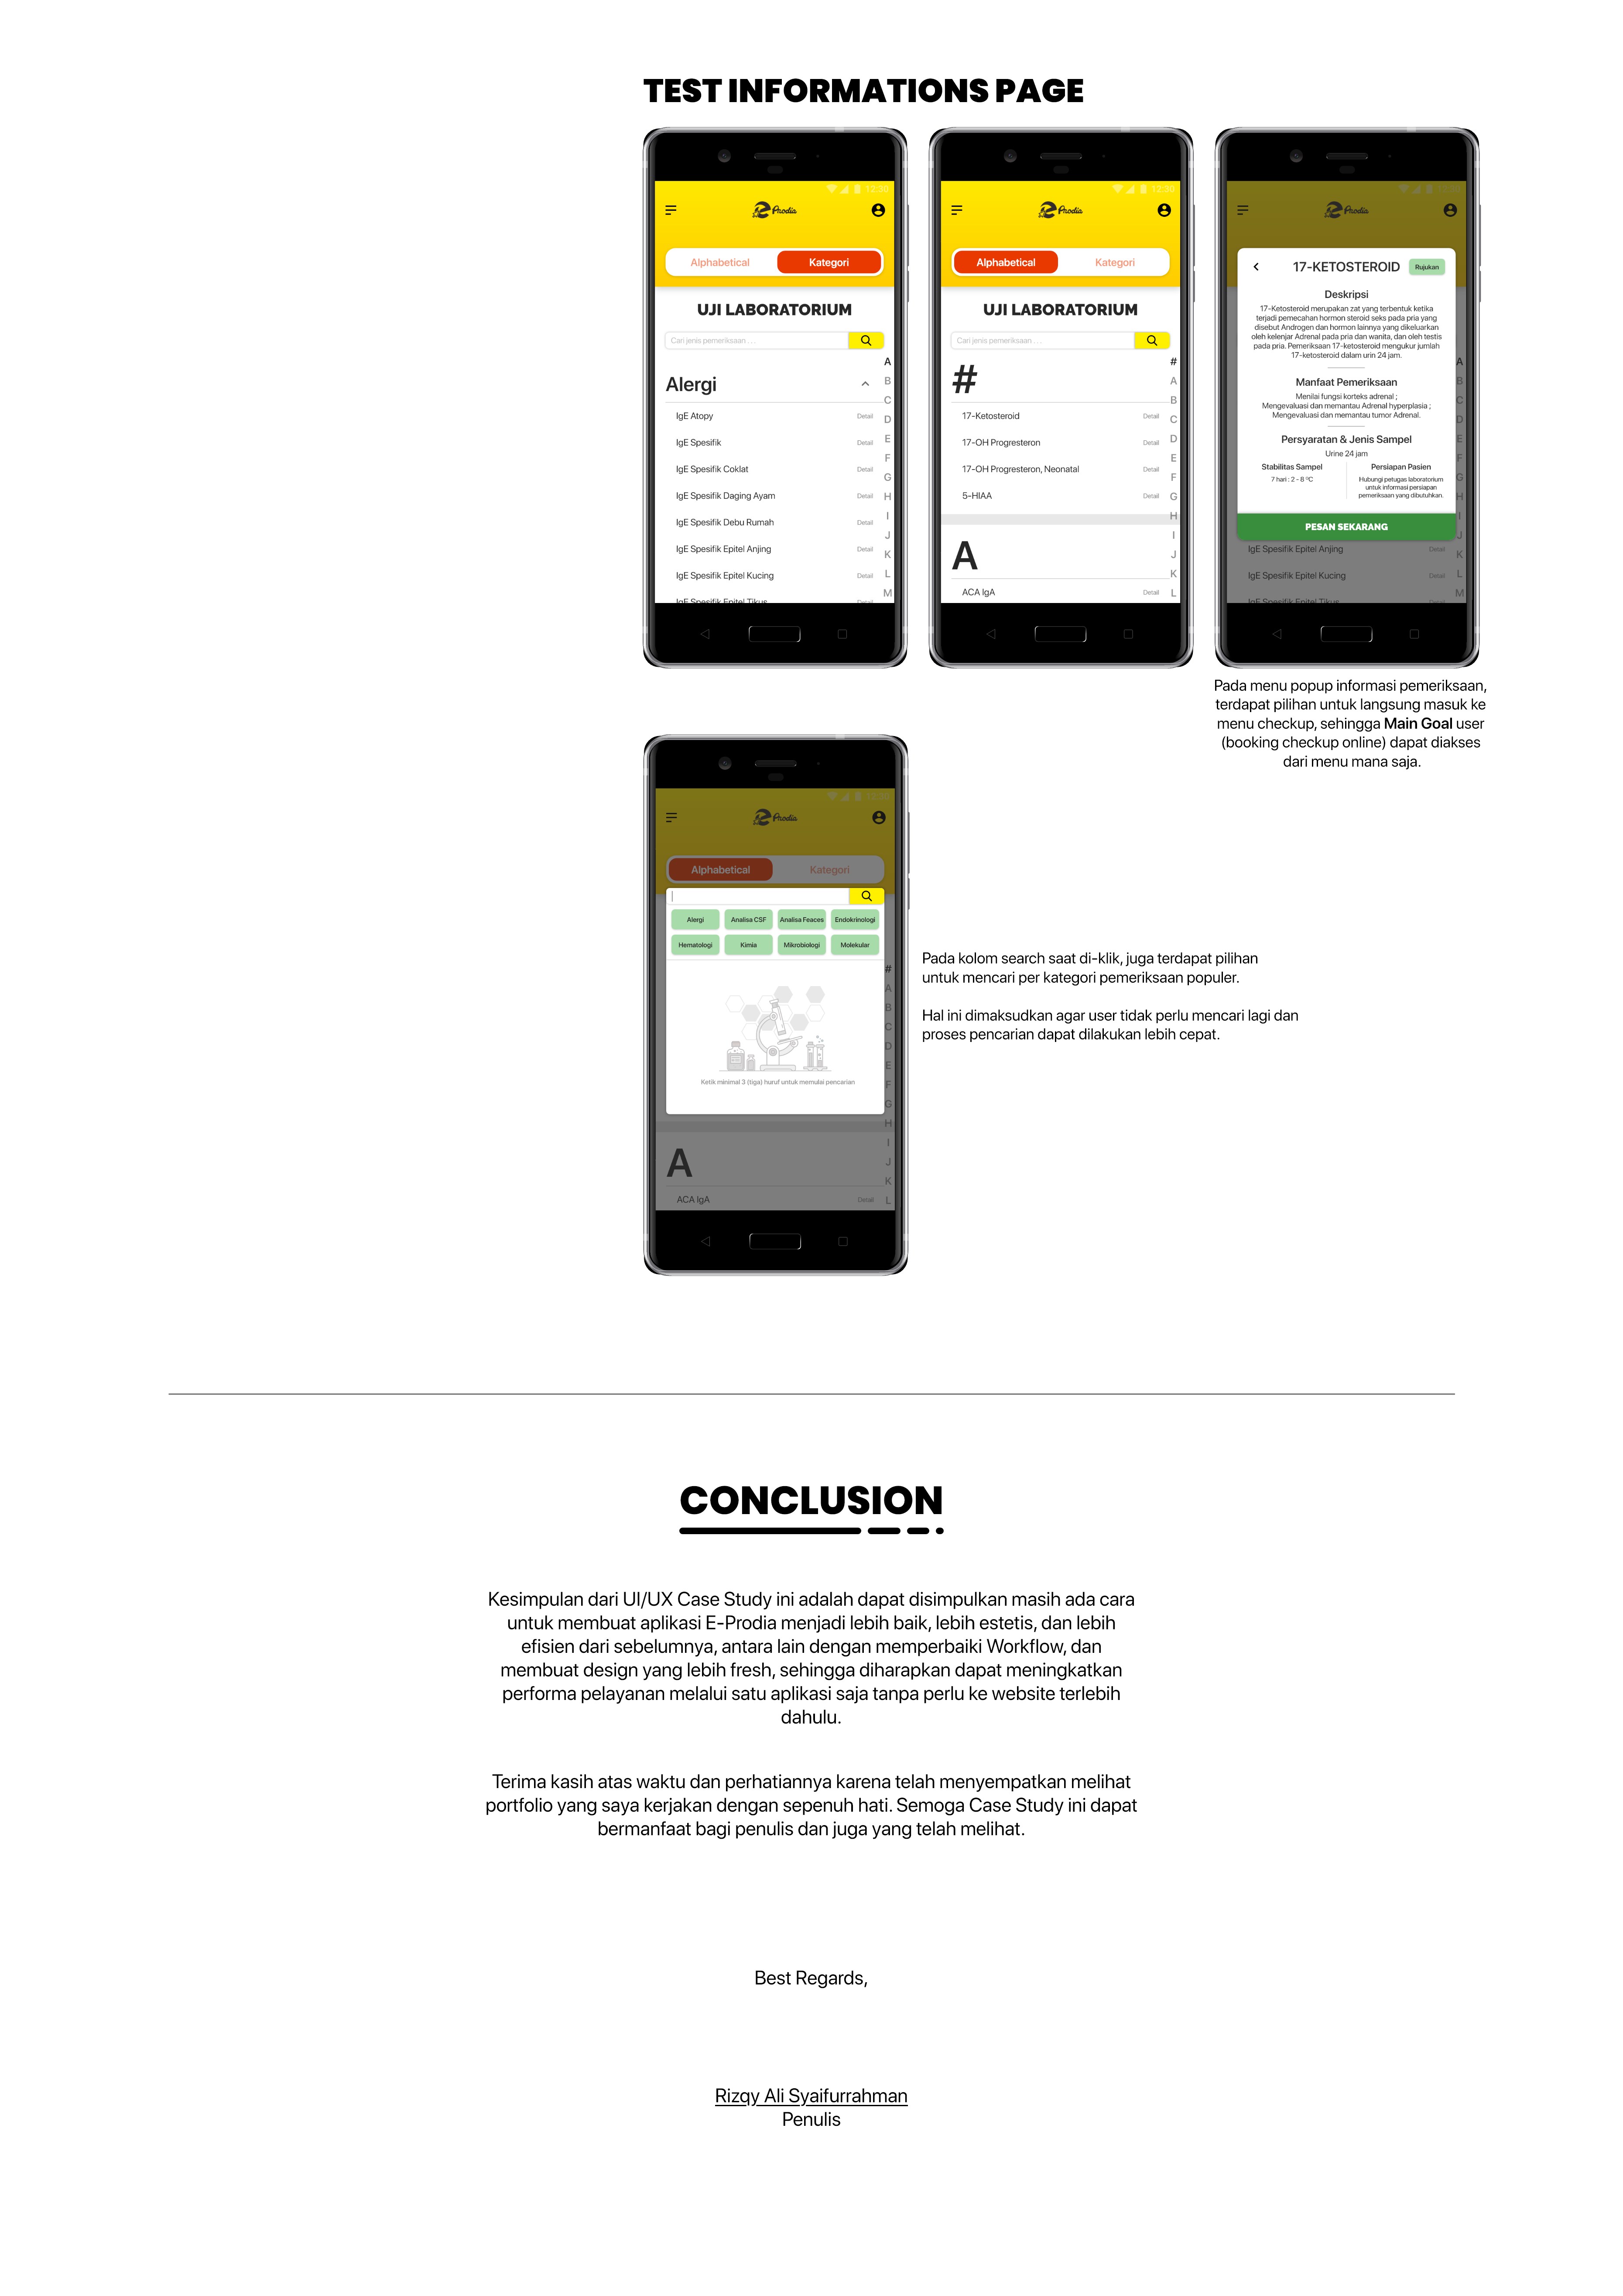 TEST INFORMATIONS PAGE
12:30
Prodia
Alphabetical Kategori
UJI LABORATORIUM
Cari jenis pemeriksaan . . .
Alergi
IgE Atopy Detail
IgE Spesifik Detail
IgE Spesifik Coklat Detail
IgE Spesifik Daging Ayam Detail
IgE Spesifik Debu Rumah Detail
IgE Spesifik Epitel Anjing Detail
IgE Spesifik Epitel Kucing Detail
IgE Spesifik Epitel Tikus Detail
A
B
C
D
E
F
G
H
I
J
K
L
M
12:30
Prodia
Alphabetical Kategori
UJI LABORATORIUM
Cari jenis pemeriksaan . . .
#
17-Ketosteroid Detail
17-OH Progresteron Detail
17-OH Progresteron, Neonatal Detail
5-HIAA Detail
A
ACA IgA Detail
#
A
B
C
D
E
F
G
H
I
J
K
L
12:30
Prodia
17-KETOSTEROID Rujukan
Deskripsi
17-Ketosteroid merupakan zat yang terbentuk ketika
terjadi pemecahan hormon steroid seks pada pria yang
disebut Androgen dan hormon lainnya yang dikeluarkan
oleh kelenjar Adrenal pada pria dan wanita, dan oleh testis
pada pria. Pemeriksaan 17-ketosteroid mengukur jumlah
17-ketosteroid dalam urin 24 jam.
Manfaat Pemeriksaan
Menilai fungsi korteks adrenal ;
Mengevaluasi dan memantau Adrenal hyperplasia ;
Mengevaluasi dan memantau tumor Adrenal.
Persyaratan & Jenis Sampel
Urine 24 jam
Stabilitas Sampel
7 hari : 2 - 8 ºC
Persiapan Pasien
Hubungi petugas laboratorium
untuk informasi persiapan
pemeriksaan yang dibutuhkan.
PESAN SEKARANG
IgE Spesifik Epitel Anjing Detail
IgE Spesifik Epitel Kucing Detail
IgE Spesifik Epitel Tikus Detail
A
B
C
D
E
F
G
H
I
J
K
L
M
Pada menu popup informasi pemeriksaan,
terdapat pilihan untuk langsung masuk ke
menu checkup, sehingga Main Goal user
(booking checkup online) dapat diakses
dari menu mana saja.
12:30
Prodia
Alphabetical Kategori
Alergi Analisa CSF Analisa Feaces Endokrinologi
Hematologi Kimia Mikrobiologi Molekular
Ketik minimal 3 (tiga) huruf untuk memulai pencarian
A
ACA IgA Detail
#
A
B
C
D
E
F
G
H
I
J
K
L
Pada kolom search saat di-klik, juga terdapat pilihan
untuk mencari per kategori pemeriksaan populer.
Hal ini dimaksudkan agar user tidak perlu mencari lagi dan
proses pencarian dapat dilakukan lebih cepat.
CONCLUSION
Kesimpulan dari UI/UX Case Study ini adalah dapat disimpulkan masih ada cara
untuk membuat aplikasi E-Prodia menjadi lebih baik, lebih estetis, dan lebih
efisien dari sebelumnya, antara lain dengan memperbaiki Workflow, dan
membuat design yang lebih fresh, sehingga diharapkan dapat meningkatkan
performa pelayanan melalui satu aplikasi saja tanpa perlu ke website terlebih
dahulu.
Terima kasih atas waktu dan perhatiannya karena telah menyempatkan melihat
portfolio yang saya kerjakan dengan sepenuh hati. Semoga Case Study ini dapat
bermanfaat bagi penulis dan juga yang telah melihat.
Best Regards,
Rizqy Ali Syaifurrahman
Penulis